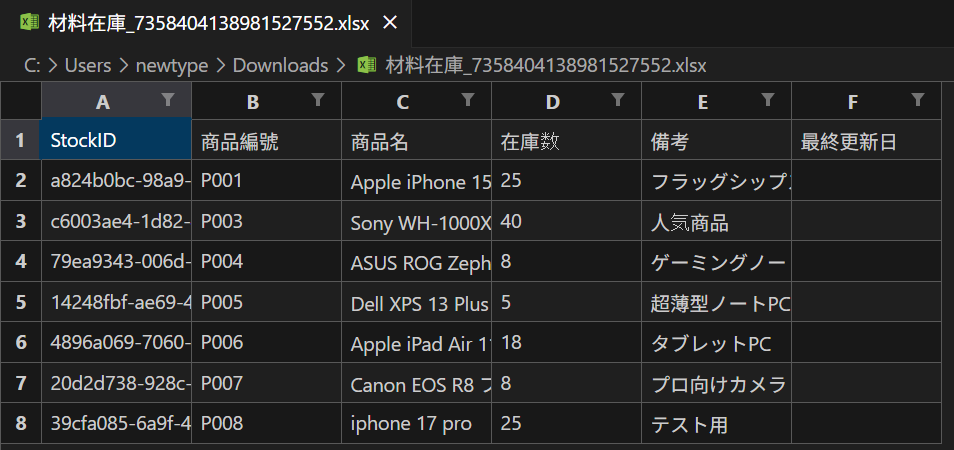 材料在庫_7358404138981527552.xlsx
C: > Users > newtype > Downloads > 材料在庫_7358404138981527552.xlsx
A B C D E F
1 StockID 商品編號 商品名 在庫数 備考 最終更新日
2 a824b0bc-98a9- P001 Apple iPhone 15 25 フラッグシップ
3 c6003ae4-1d82- P003 Sony WH-1000X 40 人気商品
4 79ea9343-006d- P004 ASUS ROG Zeph 8 ゲーミングノー
5 14248fbf-ae69-4 P005 Dell XPS 13 Plus 5 超薄型ノートPC
6 4896a069-7060- P006 Apple iPad Air 1 18 タブレットPC
7 20d2d738-928c- P007 Canon EOS R8 8 プロ向けカメラ
8 39cfa085-6a9f-4 P008 iphone 17 pro 25 テスト用